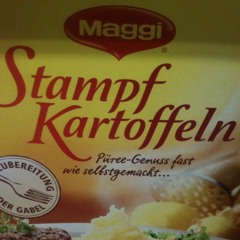 Maggi
Stampf
Kartoffeln
Püree-Genuss fast
wie selbstgemacht...
ZUBEREITUNG
DER GABEL